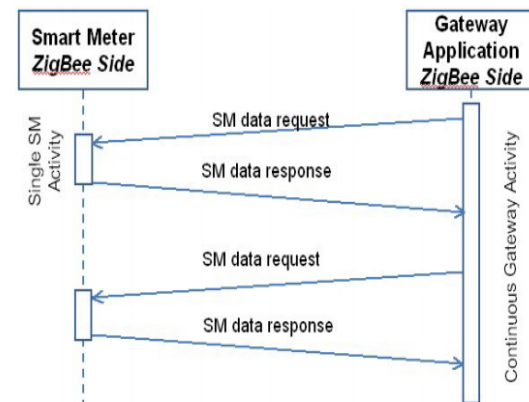 Smart Meter
ZigBee Side
Gateway
Application
ZigBee Side
SM data request
Single SM
Activity
SM data response
SM data request
SM data response
Continuous Gateway Activity